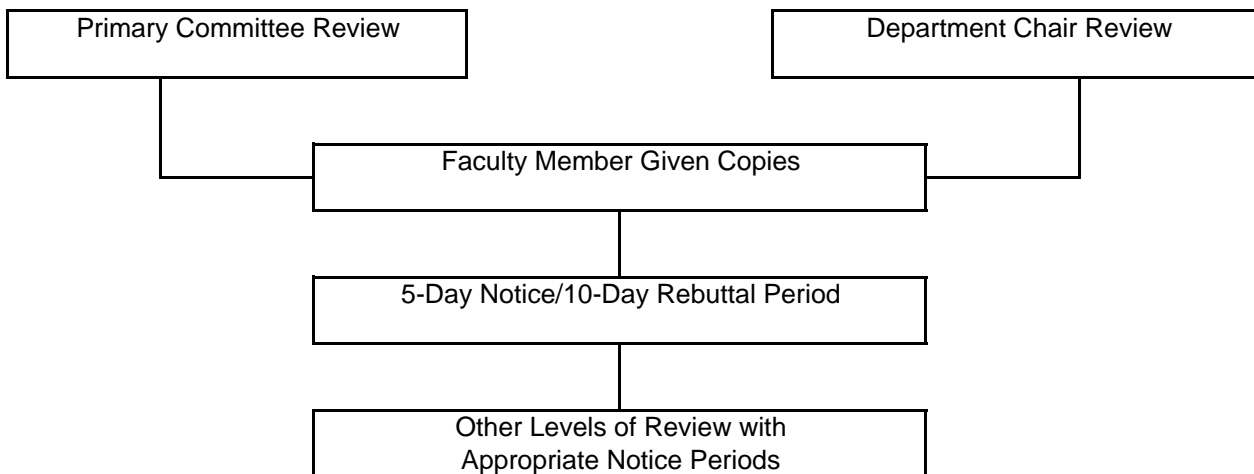 Primary Committee Review
Department Chair Review
Faculty Member Given Copies
5-Day Notice/10-Day Rebuttal Period
Other Levels of Review with
Appropriate Notice Periods